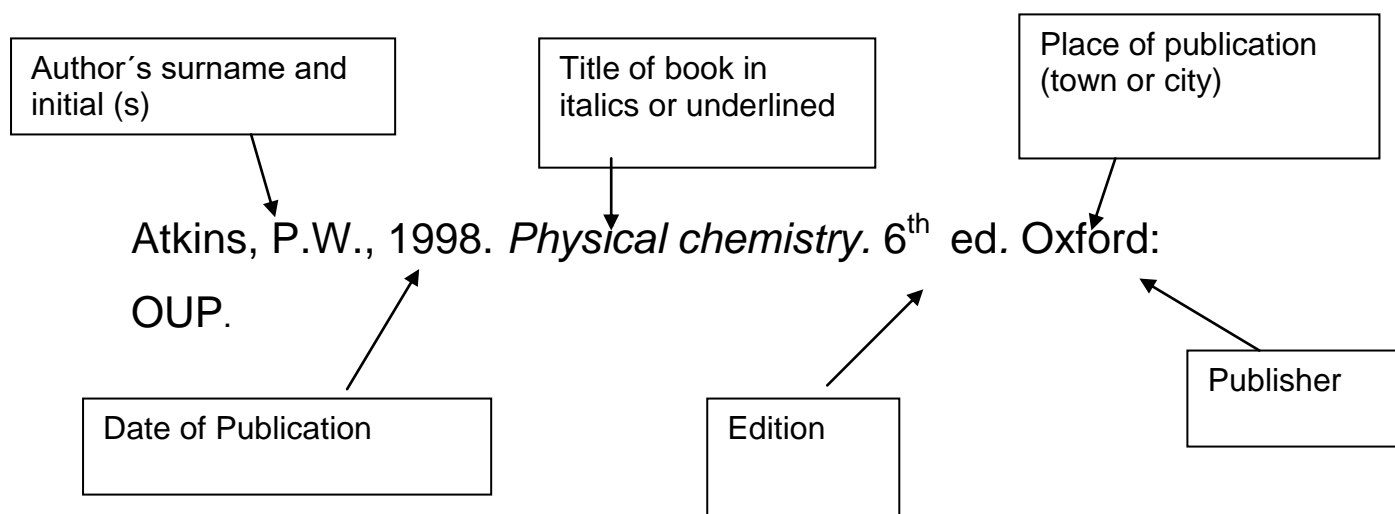 Author´s surname and
initial (s)
Title of book in
italics or underlined
Place of publication
(town or city)
Atkins, P.W., 1998. Physical chemistry. 6th ed. Oxford:
OUP.
Date of Publication
Edition
Publisher